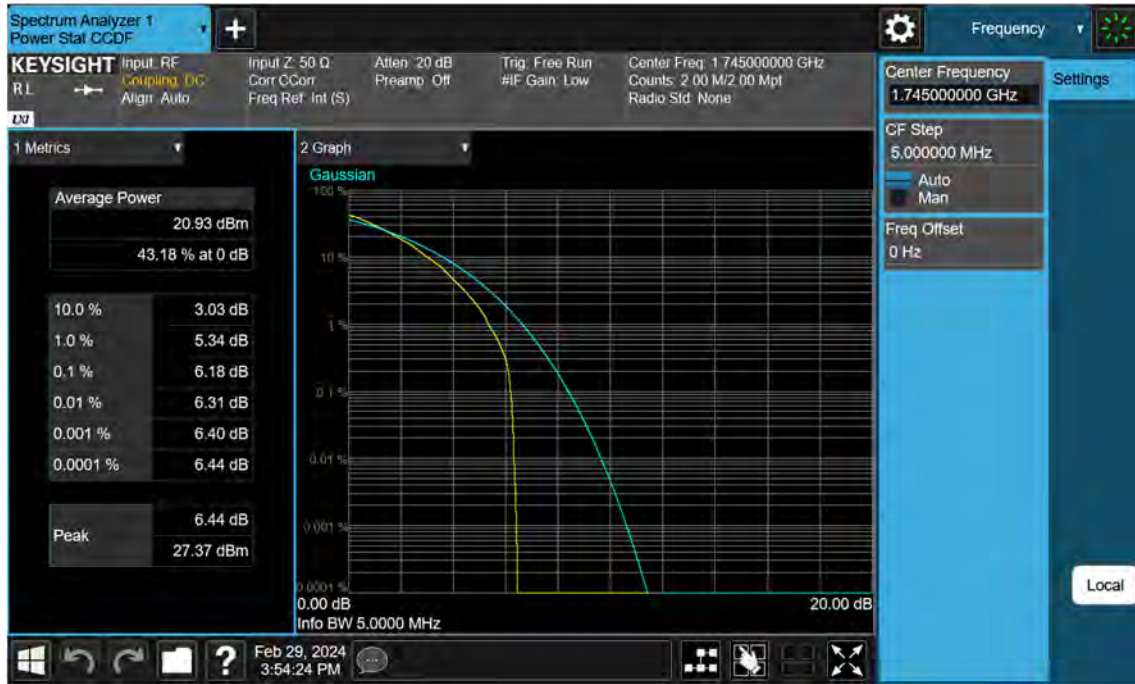 Spectrum Analyzer 1
Power Stat CCDF
+
Frequency
KEYSIGHT
RL
LXI
Input: RF
Coupling: DC
Align: Auto
Input Z: 50 Ω
Corr CCorr
Freq Ref: Int (S)
Atten: 20 dB
Preamp: Off
Trig: Free Run
#IF Gain: Low
Center Freq: 1.745000000 GHz
Counts: 2.00 M/2.00 Mpt
Radio Std: None
Center Frequency
1.745000000 GHz
Settings
CF Step
5.000000 MHz
Auto
Man
Freq Offset
0 Hz
1 Metrics
Average Power
20.93 dBm
43.18 % at 0 dB
10.0 % 3.03 dB
1.0 % 5.34 dB
0.1 % 6.18 dB
0.01 % 6.31 dB
0.001 % 6.40 dB
0.0001 % 6.44 dB
Peak
6.44 dB
27.37 dBm
2 Graph
Gaussian
100 %
10 %
1 %
0.1 %
0.01 %
0.001 %
0.0001 %
0.00 dB
20.00 dB
Info BW 5.0000 MHz
Local
?
Feb 29, 2024
3:54:24 PM